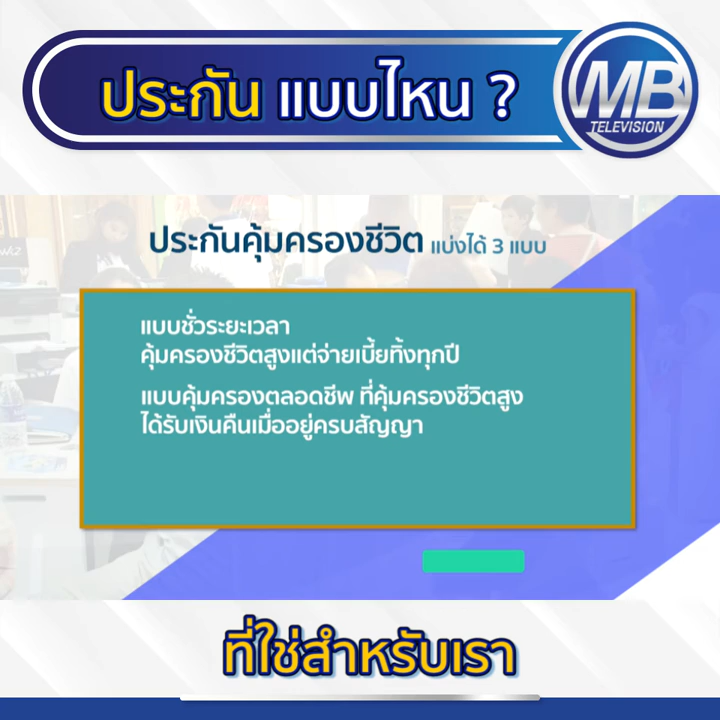 ประกัน แบบไหน ?
MB
TELEVISION
ประกันคุ้มครองชีวิต แบ่งได้ 3 แบบ
แบบชั่วระยะเวลา
คุ้มครองชีวิตสูงแต่จ่ายเบี้ยทิ้งทุกปี
แบบคุ้มครองตลอดชีพ ที่คุ้มครองชีวิตสูง
ได้รับเงินคืนเมื่ออยู่ครบสัญญา
ที่ใช่สำหรับเรา